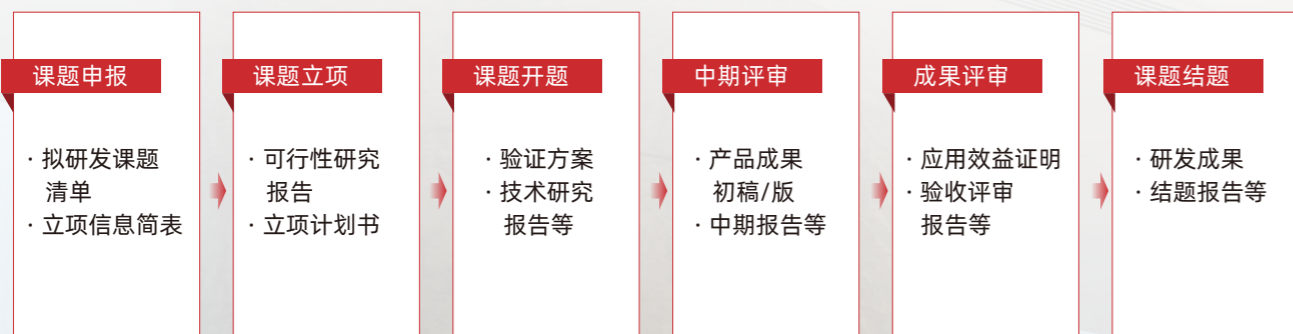 课题申报
· 拟研发课题
清单
· 立项信息简表
课题立项
· 可行性研究
报告
· 立项计划书
课题开题
· 验证方案
· 技术研究
报告等
中期评审
· 产品成果
初稿/版
· 中期报告等
成果评审
· 应用效益证明
· 验收评审
报告等
课题结题
· 研发成果
· 结题报告等